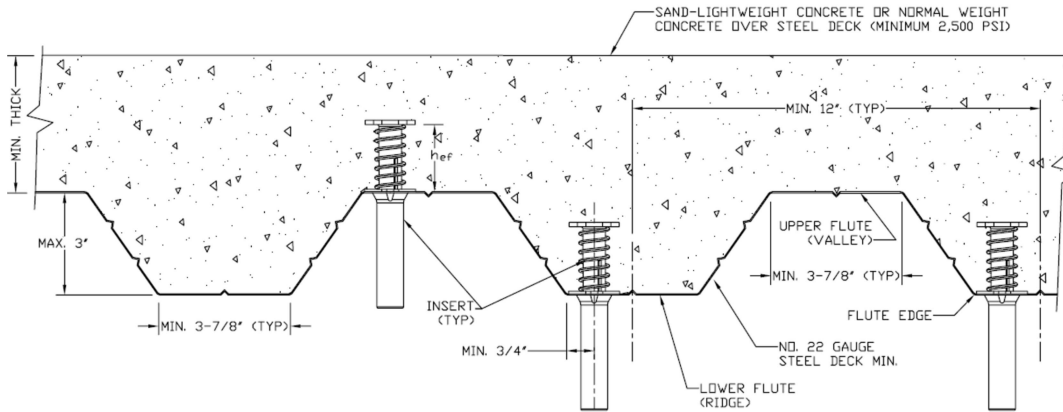 SAND-LIGHTWEIGHT CONCRETE OR NORMAL WEIGHT
CONCRETE OVER STEEL DECK (MINIMUM 2,500 PSI)
MIN. THICK
MIN. 12" (TYP)
hef
MAX. 3"
UPPER FLUTE
(VALLEY)
MIN. 3-7/8" (TYP)
INSERT
(TYP)
FLUTE EDGE
MIN. 3-7/8" (TYP)
MIN. 3/4"
NO. 22 GAUGE
STEEL DECK MIN.
LOWER FLUTE
(RIDGE)